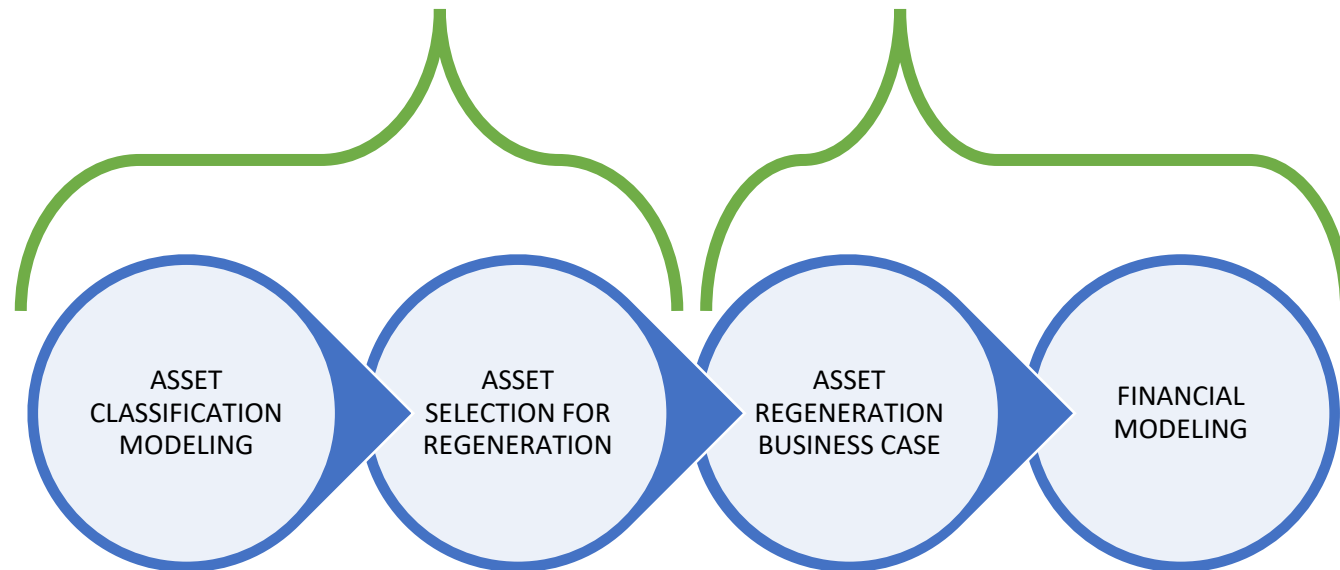 ASSET
CLASSIFICATION
MODELING
ASSET
SELECTION FOR
REGENERATION
ASSET
REGENERATION
BUSINESS CASE
FINANCIAL
MODELING